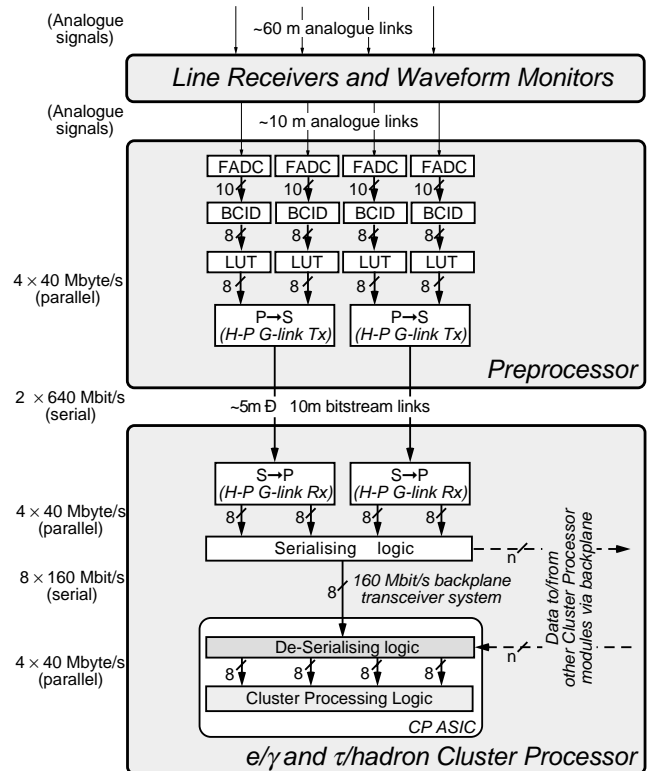 (Analogue
signals)
~60 m analogue links
Line Receivers and Waveform Monitors
(Analogue
signals)
~10 m analogue links
FADC FADC FADC FADC
10 10 10 10
BCID BCID BCID BCID
8 8 8 8
LUT LUT LUT LUT
4 × 40 Mbyte/s
(parallel)
8 8 8 8
P→S P→S
(H-P G-link Tx) (H-P G-link Tx)
Preprocessor
2 × 640 Mbit/s
(serial)
~5m Ð 10m bitstream links
S→P S→P
(H-P G-link Rx) (H-P G-link Rx)
4 × 40 Mbyte/s
(parallel)
8 8 8 8
Serialising logic
n
8 × 160 Mbit/s
(serial)
8
160 Mbit/s backplane
transceiver system
Data to/from
other Cluster Processor
modules via backplane
De-Serialising logic
n
4 × 40 Mbyte/s
(parallel)
8 8 8 8
Cluster Processing Logic
CP ASIC
e/γ and τ/hadron Cluster Processor